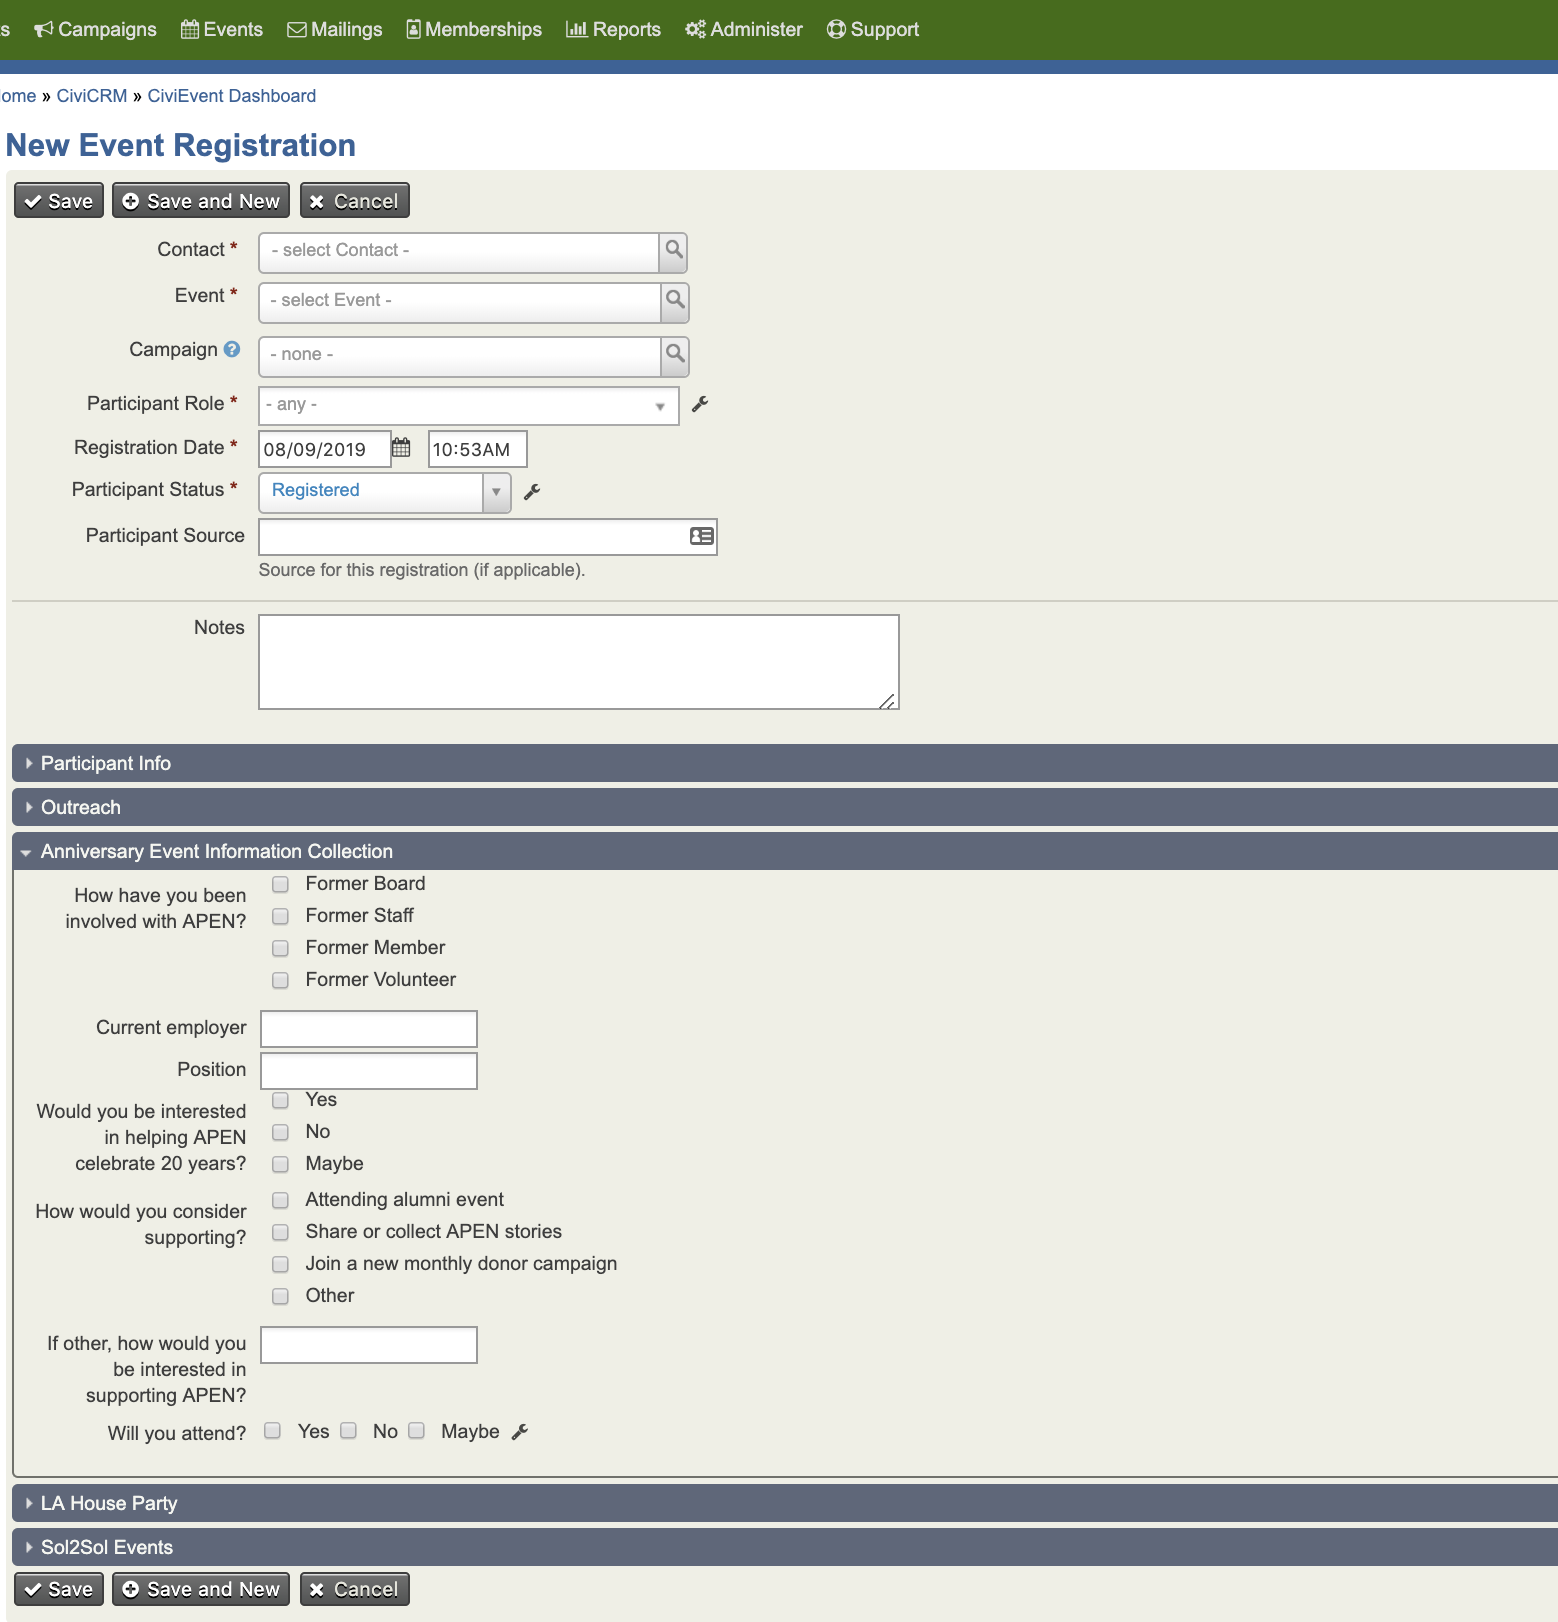 s Campaigns Events Mailings Memberships Reports Administer Support
ome » CiviCRM » CiviEvent Dashboard
New Event Registration
Save Save and New Cancel
Contact * - select Contact -
Event * - select Event -
Campaign ? - none -
Participant Role * - any -
Registration Date * 08/09/2019 10:53AM
Participant Status * Registered
Participant Source
Source for this registration (if applicable).
Notes
Participant Info
Outreach
Anniversary Event Information Collection
How have you been
involved with APEN?
Former Board
Former Staff
Former Member
Former Volunteer
Current employer
Position
Would you be interested
in helping APEN
celebrate 20 years?
Yes
No
Maybe
How would you consider
supporting?
Attending alumni event
Share or collect APEN stories
Join a new monthly donor campaign
Other
If other, how would you
be interested in
supporting APEN?
Will you attend? Yes No Maybe
LA House Party
Sol2Sol Events
Save Save and New Cancel